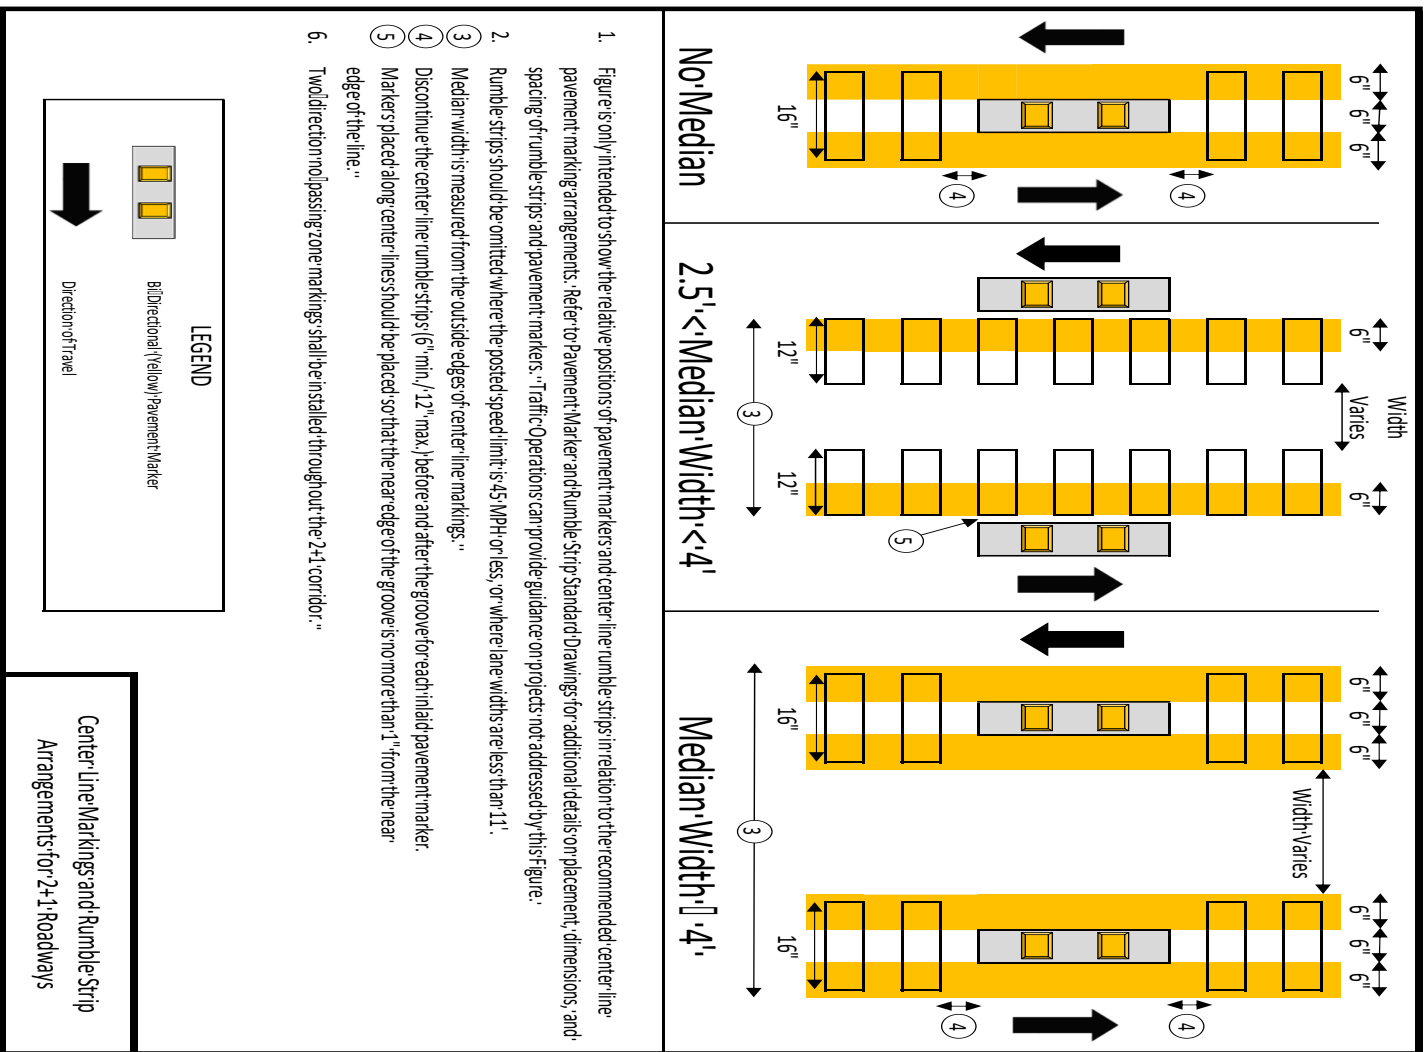 6" 6" 6"
16"
4
4
No Median
Width
Varies
6"
6"
12"
12"
3
5
2.5'< Median Width < 4'
6" 6" 6"
Width Varies
6" 6" 6"
16"
16"
4
4
3
Median Width ▯ 4'
1. Figure is only intended to show the relative positions of pavement markers and center line rumble strips in relation to the recommended center line
pavement marking arrangements. Refer to Pavement Marker and Rumble Strip Standard Drawings for additional details on placement, dimensions, and
spacing of rumble strips and pavement markers. Traffic Operations can provide guidance on projects not addressed by this Figure.
2. Rumble strips should be omitted where the posted speed limit is 45 MPH or less, or where lane widths are less than 11'.
3 Median width is measured from the outside edges of center line markings.
4 Discontinue the center line rumble strips (6" min./ 12" max.) before and after the groove for each inlaid pavement marker.
5 Markers placed along center lines should be placed so that the near edge of the groove is no more than 1" from the near
edge of the line.
6. Two▯direction no▯passing zone markings shall be installed throughout the 2+1 corridor.
LEGEND
Bi▯Directional (Yellow) Pavement Marker
Direction of Travel
Center Line Markings and Rumble Strip
Arrangements for 2+1 Roadways